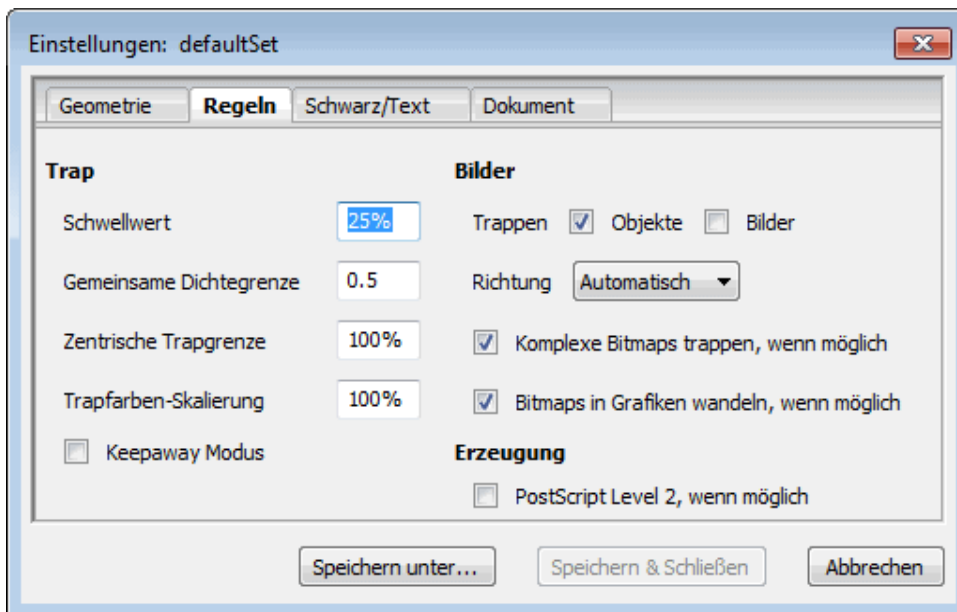 Einstellungen: defaultSet
Geometrie Regeln Schwarz/Text Dokument
Trap
Schwellwert 25%
Gemeinsame Dichtegrenze 0.5
Zentrische Trapgrenze 100%
Trapfarben-Skalierung 100%
Keepaway Modus
Bilder
Trappen Objekte Bilder
Richtung Automatisch
Komplexe Bitmaps trappen, wenn möglich
Bitmaps in Grafiken wandeln, wenn möglich
Erzeugung
PostScript Level 2, wenn möglich
Speichern unter... Speichern & Schließen Abbrechen